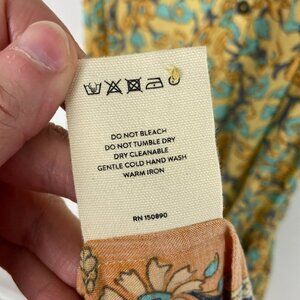 DO NOT BLEACH
DO NOT TUMBLE DRY
DRY CLEANABLE
GENTLE COLD HAND WASH
WARM IRON
RN 150890